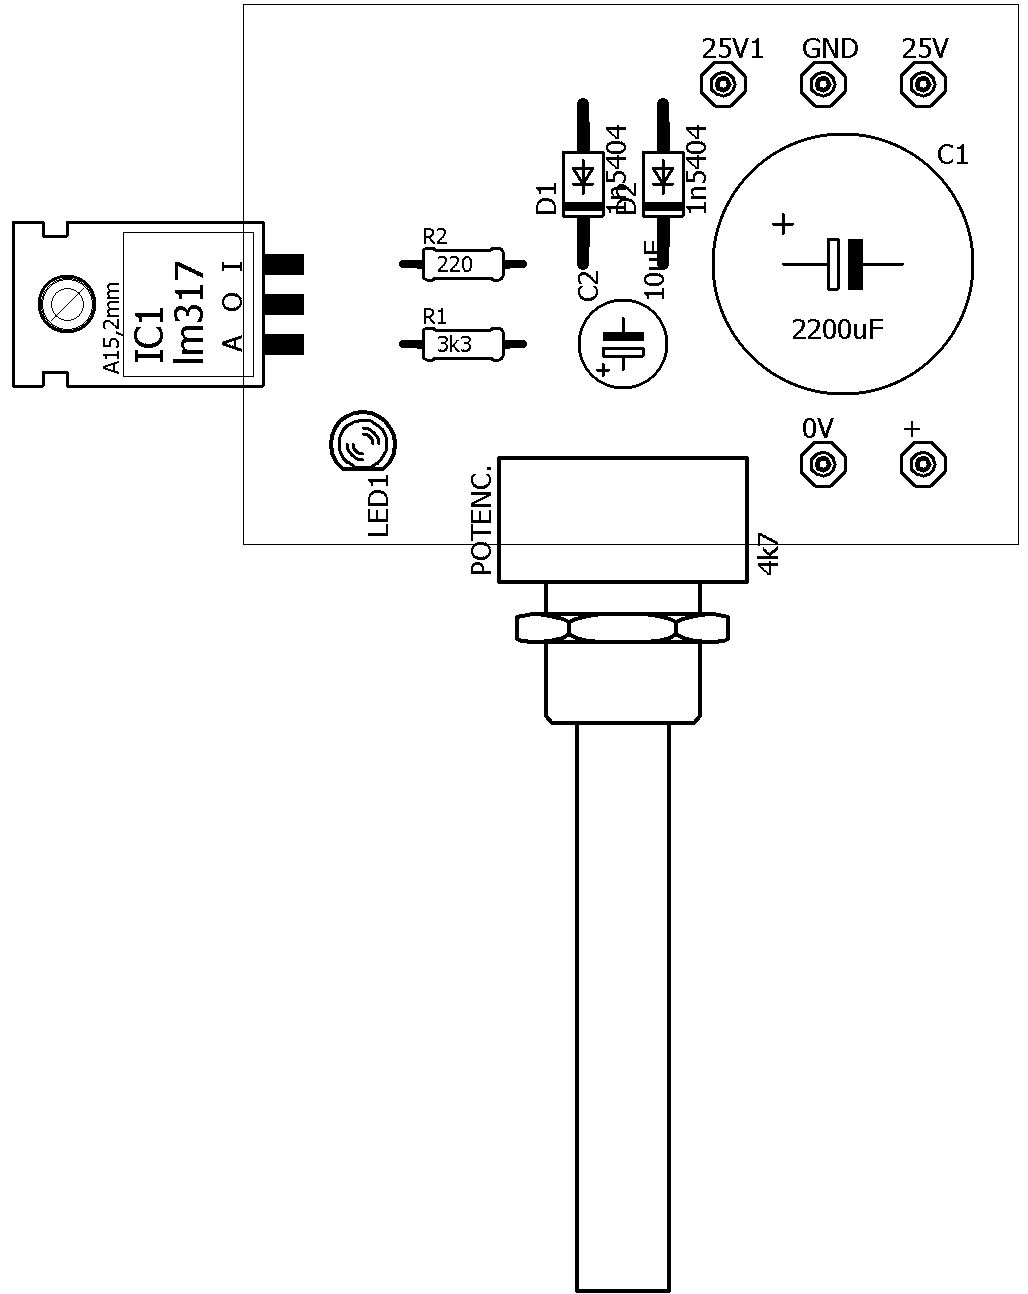 25V1
GND
25V
C1
D1
1n5404
D2
1n5404
R2
220
C2
10uF
+
2200uF
A15,2mm
IC1
lm317
A O I
R1
3k3
+
0V
+
LED1
POTENC.
4k7